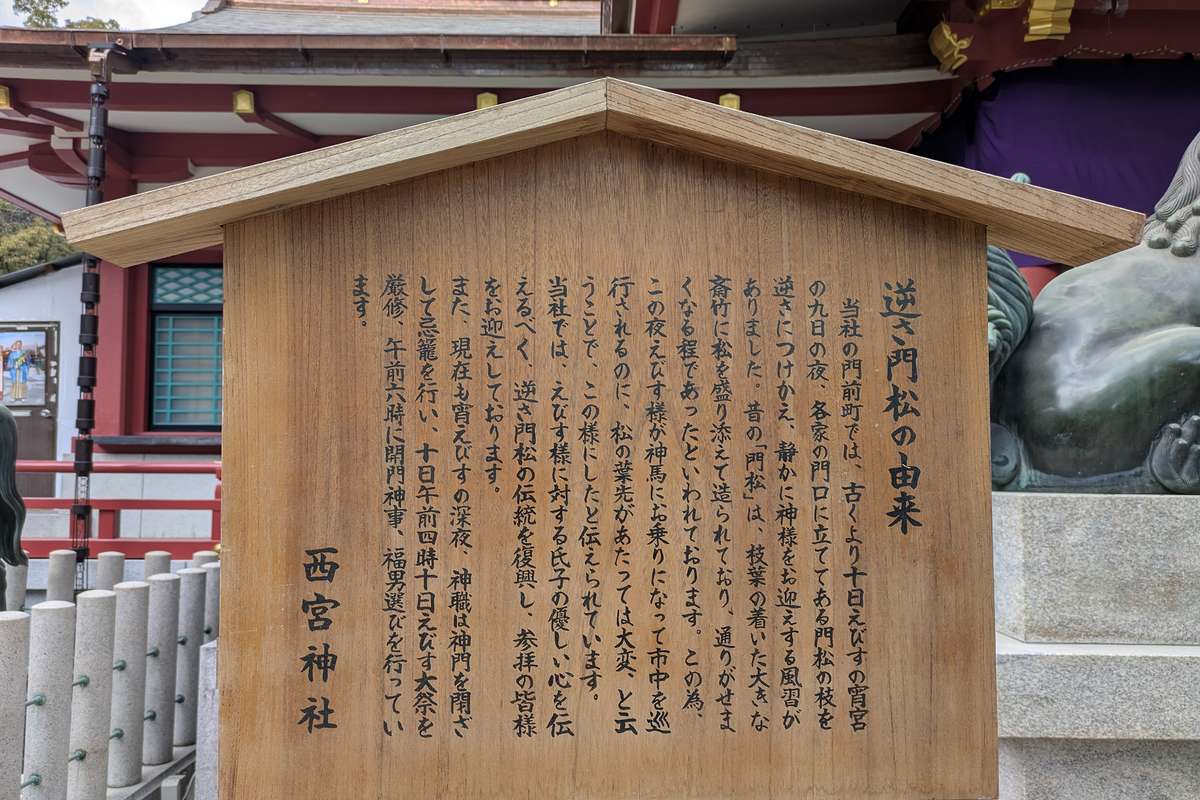 逆さ門松の由来
当社の門前町では、古くより十日えびすの宵宮
の九日の夜、各家の門口に立ててある門松の枝を
逆さにつけかえ、静かに神様をお迎えする風習が
ありました。昔の「門松」は、枝葉の着いた大きな
斎竹に松を盛り添えて造られており、通りがせま
くなる程であったといわれております。この為、
この夜えびす様が神馬にお乗りになって市中を巡
行されるのに、松の葉先があたっては大変、と云
うことで、この様にしたと伝えられています。
当社では、えびす様に対する氏子の優しい心を伝
えるべく、逆さ門松の伝統を復興し、参拝の皆様
をお迎えしております。
また、現在も宵えびすの深夜、神職は神門を閉ざ
して忌籠を行い、十日午前四時十日えびす大祭を
厳修、午前六時に開門神事、福男選びを行ってい
ます。
西宮神社